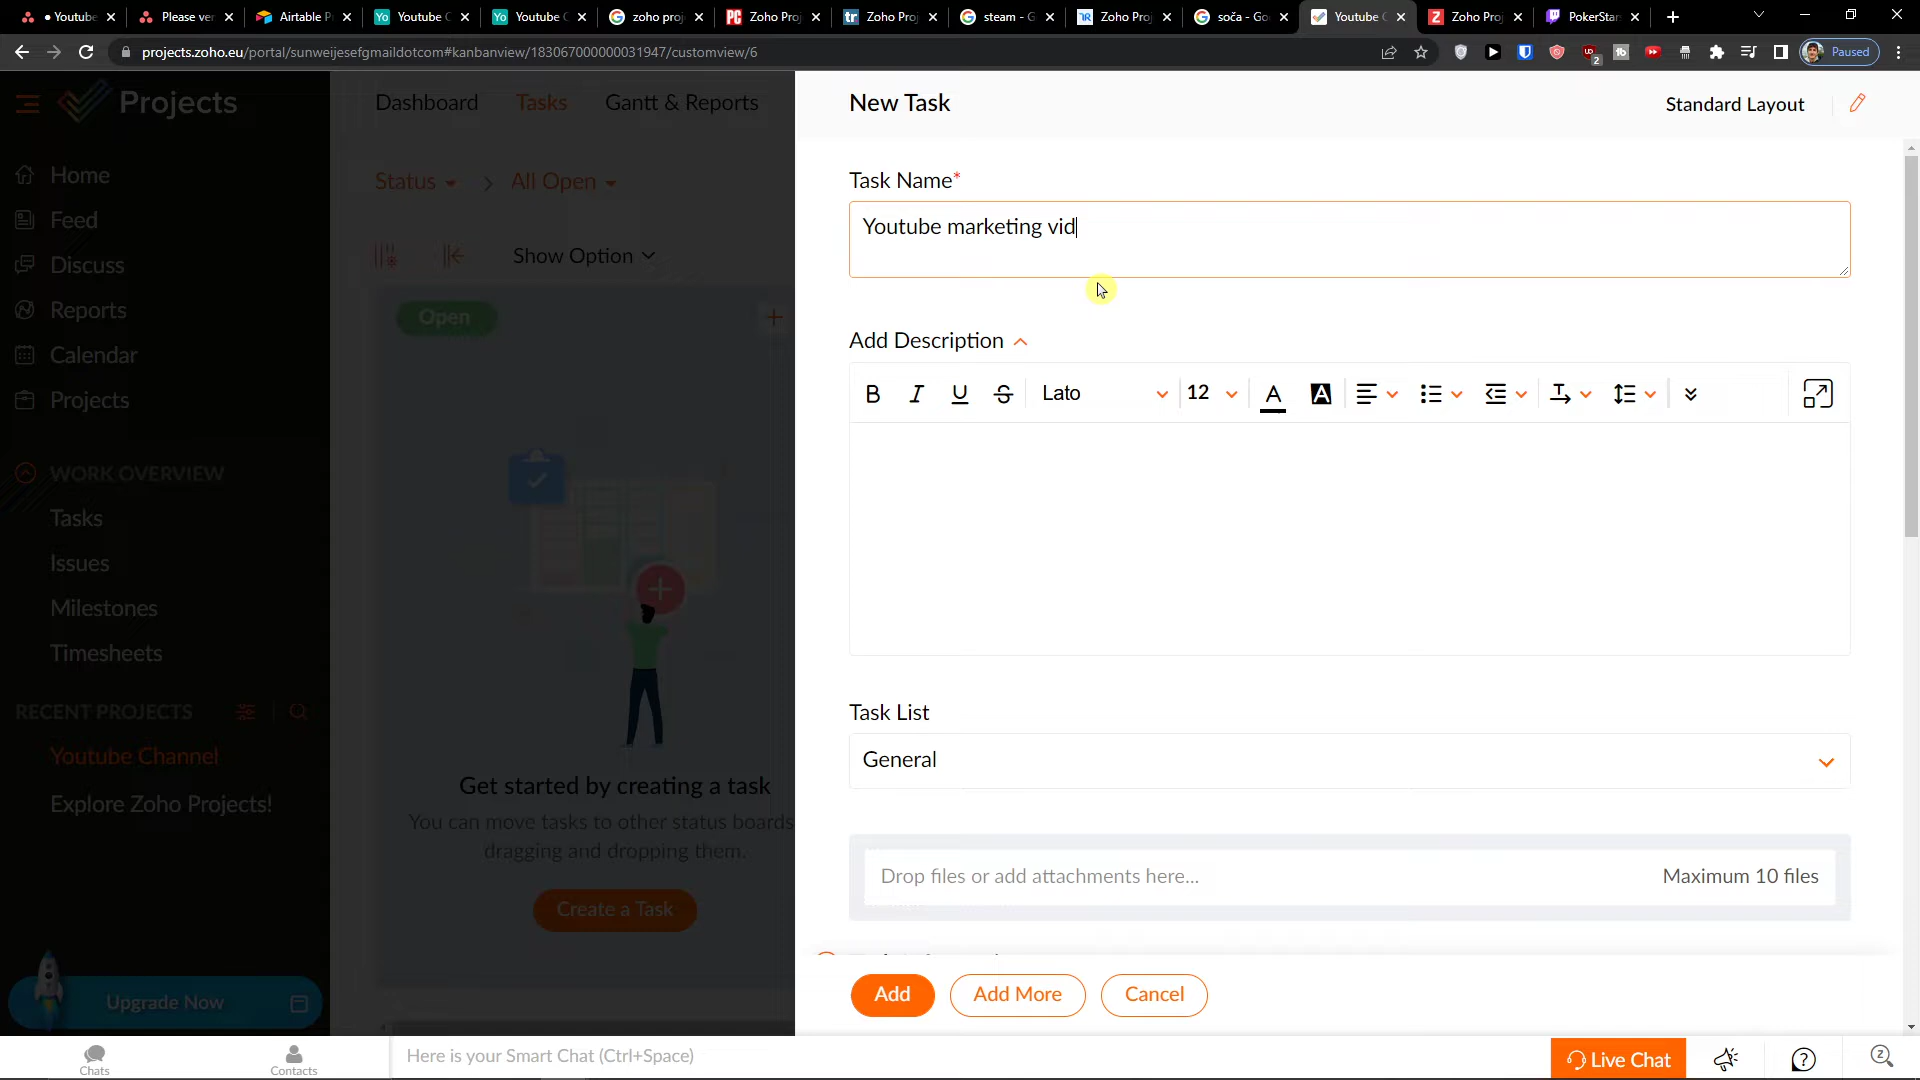 Youtube
Please ver
Airtable P
Youtube C
Youtube C
zoho proj
Zoho Proj
Zoho Proj
steam - G
Zoho Proj
soča - Go
Youtube C
Zoho Proj
PokerStar
projects.zoho.eu/portal/sunweijesefgmaildotcom#kanbanview/183067000000031947/customview/6
2
Paused
Projects
Dashboard
Tasks
Gantt & Reports
New Task
Standard Layout
Home
Feed
Discuss
Reports
Calendar
Projects
Status
All Open
Show Option
Open
Task Name*
Youtube marketing vid
Add Description
B I U S
Lato
12
A
A
WORK OVERVIEW
Tasks
Issues
Milestones
Timesheets
RECENT PROJECTS
Youtube Channel
Explore Zoho Projects!
Get started by creating a task
You can move tasks to other status boards
dragging and dropping them.
Create a Task
Task List
General
Drop files or add attachments here...
Maximum 10 files
Add
Add More
Cancel
Upgrade Now
Chats
Contacts
Here is your Smart Chat (Ctrl+Space)
Live Chat